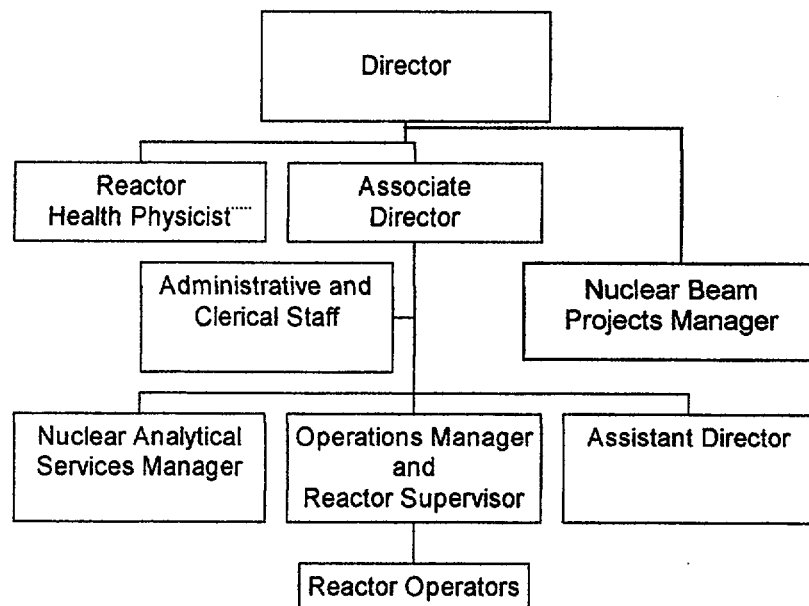 Director
Reactor
Health Physicist
Associate
Director
Administrative and
Clerical Staff
Nuclear Beam
Projects Manager
Nuclear Analytical
Services Manager
Operations Manager
and
Reactor Supervisor
Assistant Director
Reactor Operators